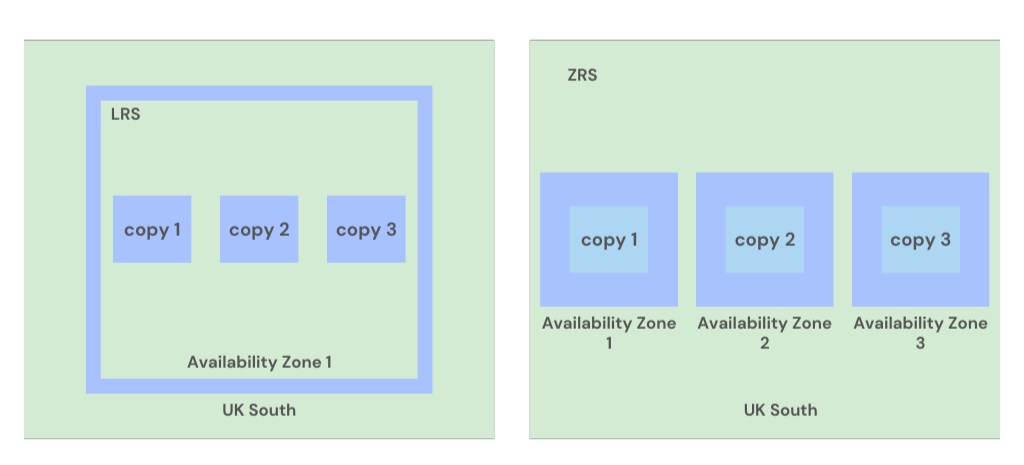 LRS
copy 1
copy 2
copy 3
Availability Zone 1
UK South
ZRS
copy 1
copy 2
copy 3
Availability Zone
1
Availability Zone
2
Availability Zone
3
UK South